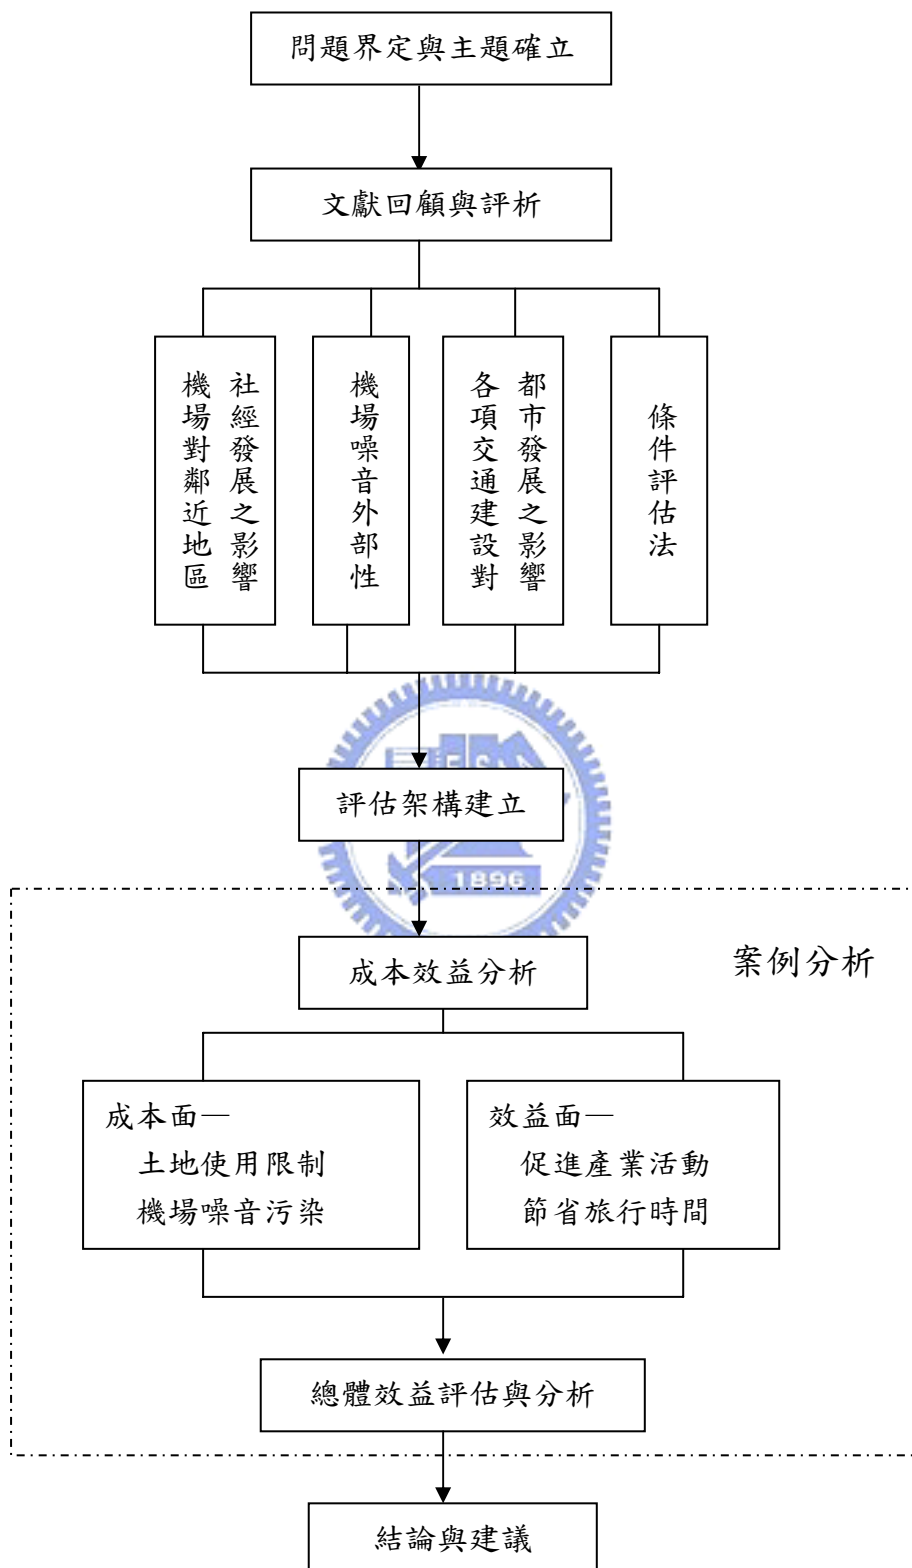 問題界定與主題確立
文獻回顧與評析
機場對鄰近地區
社經發展之影響
機場噪音外部性
各項交通建設對
都市發展之影響
條件評估法
評估架構建立
1896
成本效益分析
案例分析
成本面—
土地使用限制
機場噪音污染
效益面—
促進產業活動
節省旅行時間
總體效益評估與分析
結論與建議